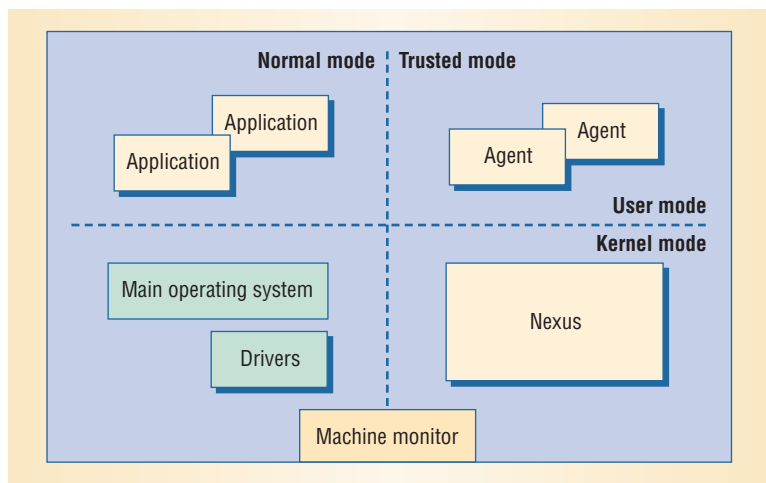 Normal mode
Trusted mode
Application
Application
Agent
Agent
User mode
Kernel mode
Main operating system
Drivers
Nexus
Machine monitor